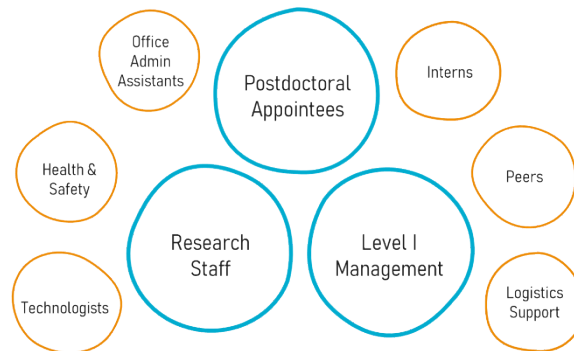 Office
Admin
Assistants
Postdoctoral
Appointees
Interns
Health &
Safety
Peers
Research
Staff
Level I
Management
Technologists
Logistics
Support